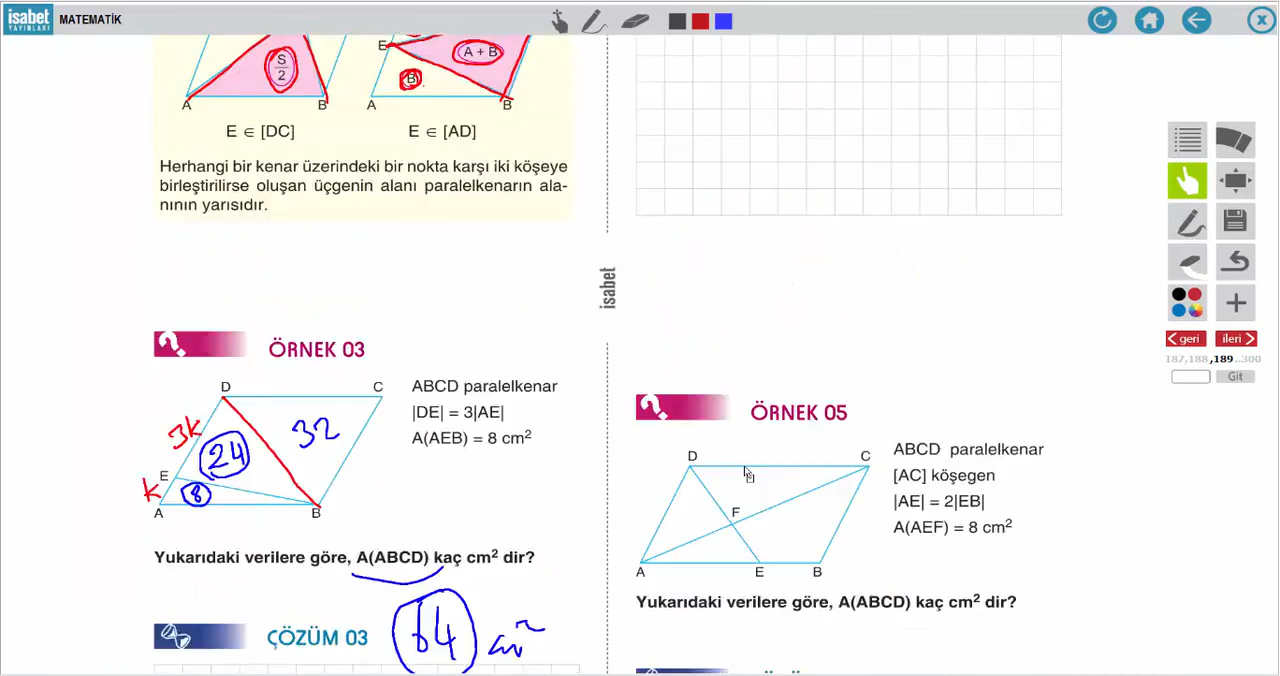 isabet
YAYINLARI
MATEMATİK
S
2
A
B
E ∈ [DC]
E
A + B
B
A
B
E ∈ [AD]
Herhangi bir kenar üzerindeki bir nokta karşı iki köşeye
birleştirilirse oluşan üçgenin alanı paralelkenarın ala-
nının yarısıdır.
isabet
ÖRNEK 03
D
C
3k
24
32
E
k
8
A
B
ABCD paralelkenar
|DE| = 3|AE|
A(AEB) = 8 cm²
Yukarıdaki verilere göre, A(ABCD) kaç cm² dir?
ÇÖZÜM 03
64 cm²
ÖRNEK 05
D
C
F
A
E
B
ABCD paralelkenar
[AC] köşegen
|AE| = 2|EB|
A(AEF) = 8 cm²
Yukarıdaki verilere göre, A(ABCD) kaç cm² dir?
geri
ileri
187,188,189...300
Git